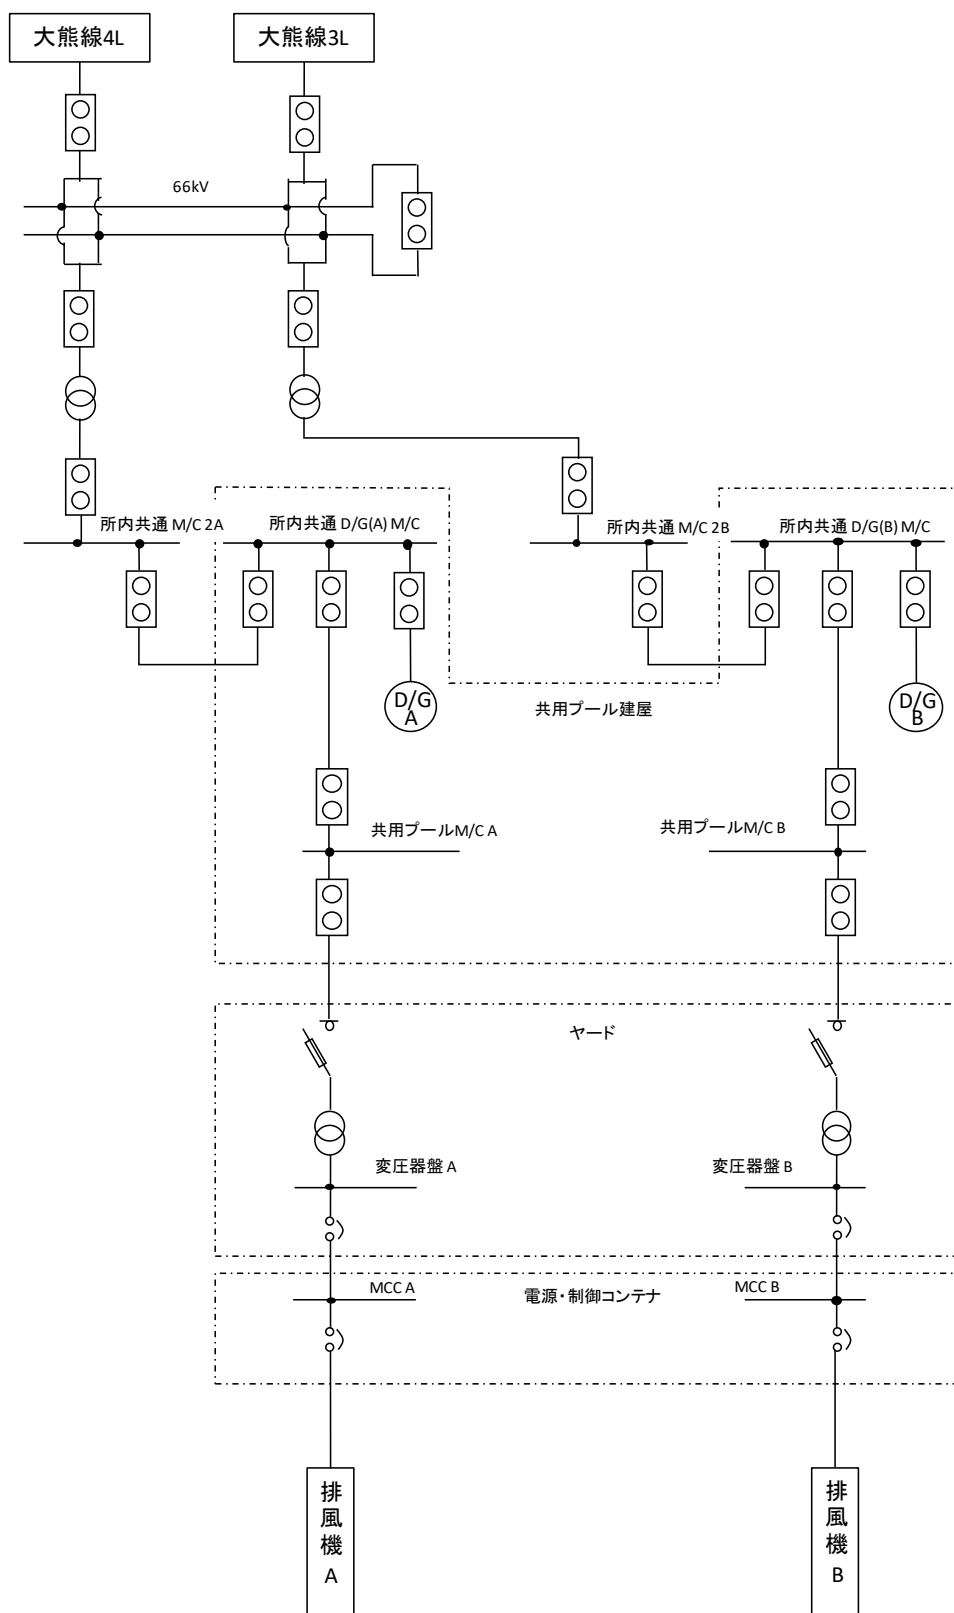 大熊線4L
大熊線3L
66kV
所内共通 M/C 2A
所内共通 D/G(A) M/C
所内共通 M/C 2B
所内共通 D/G(B) M/C
D/G
A
共用プール建屋
D/G
B
共用プールM/C A
共用プールM/C B
ヤード
変圧器盤 A
変圧器盤 B
MCC A
電源・制御コンテナ
MCC B
排
風
機
A
排
風
機
B